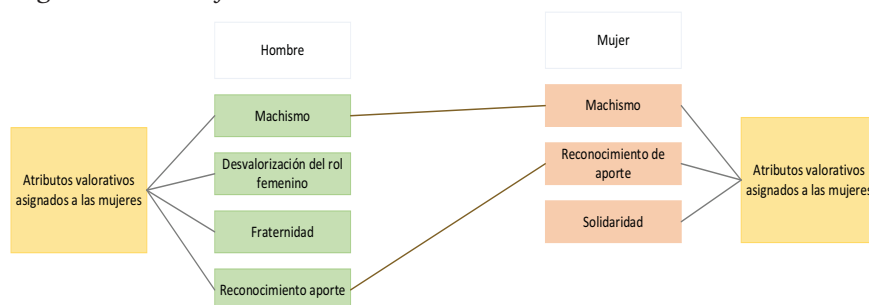 Hombre
Mujer
Machismo
Machismo
Atributos valorativos
asignados a las mujeres
Desvalorización del rol
femenino
Reconocimiento de
aporte
Atributos valorativos
asignados a las mujeres
Fraternidad
Solidaridad
Reconocimiento aporte